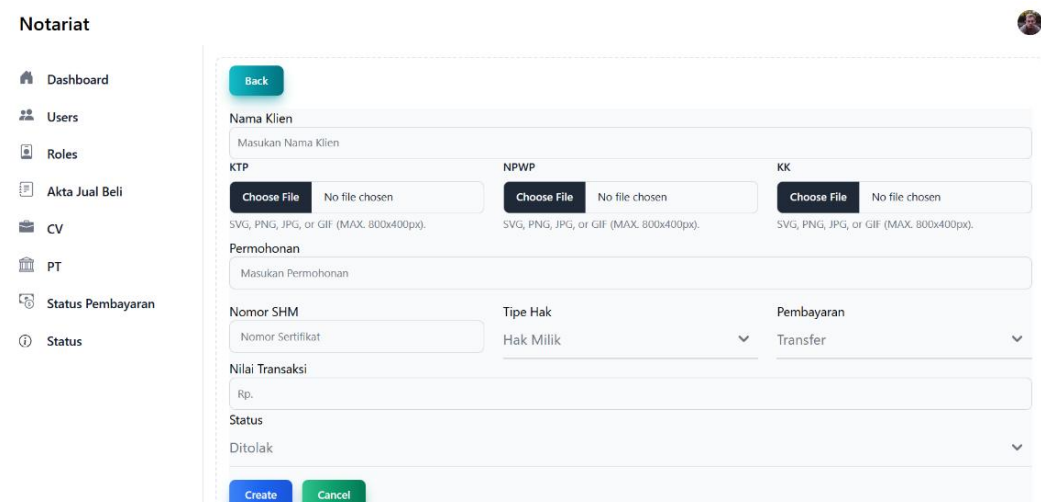 Notariat
Dashboard
Users
Roles
Akta Jual Beli
CV
PT
Status Pembayaran
Status
Back
Nama Klien
Masukan Nama Klien
KTP NPWP KK
Choose File No file chosen Choose File No file chosen Choose File No file chosen
SVG, PNG, JPG, or GIF (MAX. 800x400px). SVG, PNG, JPG, or GIF (MAX. 800x400px). SVG, PNG, JPG, or GIF (MAX. 800x400px).
Permohonan
Masukan Permohonan
Nomor SHM Tipe Hak Pembayaran
Nomor Sertifikat Hak Milik Transfer
Nilai Transaksi
Rp.
Status
Ditolak
Create Cancel